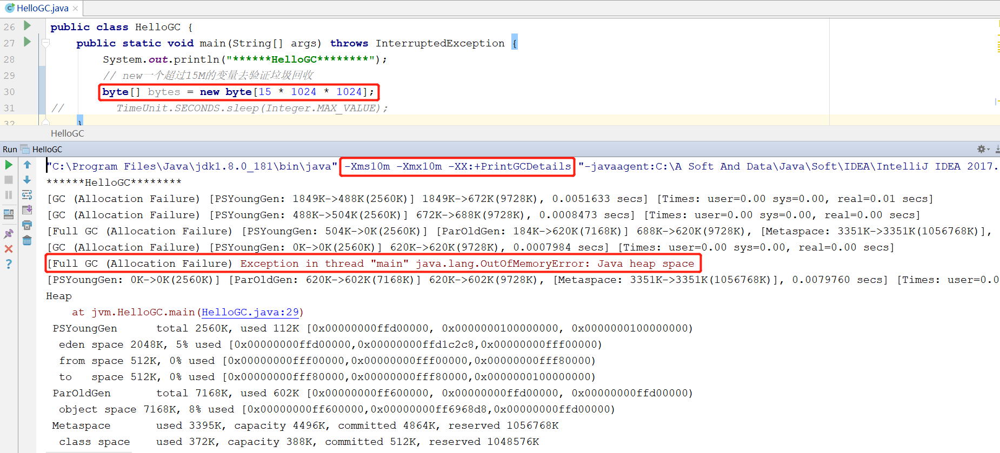 HelloGC.java
26 public class HelloGC {
27 public static void main(String[] args) throws InterruptedException {
28 System.out.println("******HelloGC********");
29 // new一个超过15M的变量去验证垃圾回收
30 byte[] bytes = new byte[15 * 1024 * 1024];
31 // TimeUnit.SECONDS.sleep(Integer.MAX_VALUE);
32 }
HelloGC
Run HelloGC
"C:\Program Files\Java\jdk1.8.0_181\bin\java" -Xms10m -Xmx10m -XX:+PrintGCDetails "-javaagent:C:\A Soft And Data\Java\Soft\IDEA\IntelliJ IDEA 2017.
******HelloGC********
[GC (Allocation Failure) [PSYoungGen: 1849K->488K(2560K)] 1849K->672K(9728K), 0.0051633 secs] [Times: user=0.00 sys=0.00, real=0.01 secs]
[GC (Allocation Failure) [PSYoungGen: 488K->504K(2560K)] 672K->688K(9728K), 0.0008473 secs] [Times: user=0.00 sys=0.00, real=0.00 secs]
[Full GC (Allocation Failure) [PSYoungGen: 504K->0K(2560K)] [ParOldGen: 184K->620K(7168K)] 688K->620K(9728K), [Metaspace: 3351K->3351K(1056768K)],
[GC (Allocation Failure) [PSYoungGen: 0K->0K(2560K)] 620K->620K(9728K), 0.0007984 secs] [Times: user=0.00 sys=0.00, real=0.00 secs]
[Full GC (Allocation Failure) Exception in thread "main" java.lang.OutOfMemoryError: Java heap space
[PSYoungGen: 0K->0K(2560K)] [ParOldGen: 620K->602K(7168K)] 620K->602K(9728K), [Metaspace: 3351K->3351K(1056768K)], 0.0079760 secs] [Times: user=0.0
Heap
at jvm.HelloGC.main(HelloGC.java:29)
PSYoungGen total 2560K, used 112K [0x00000000ffd00000, 0x0000000100000000, 0x0000000100000000)
eden space 2048K, 5% used [0x00000000ffd00000,0x00000000ffd1c2c8,0x00000000fff00000)
from space 512K, 0% used [0x00000000fff00000,0x00000000fff00000,0x00000000fff80000)
to space 512K, 0% used [0x00000000fff80000,0x00000000fff80000,0x0000000100000000)
ParOldGen total 7168K, used 602K [0x00000000ff600000, 0x00000000ffd00000, 0x00000000ffd00000)
object space 7168K, 8% used [0x00000000ff600000,0x00000000ff6968d8,0x00000000ffd00000)
Metaspace used 3395K, capacity 4496K, committed 4864K, reserved 1056768K
class space used 372K, capacity 388K, committed 512K, reserved 1048576K